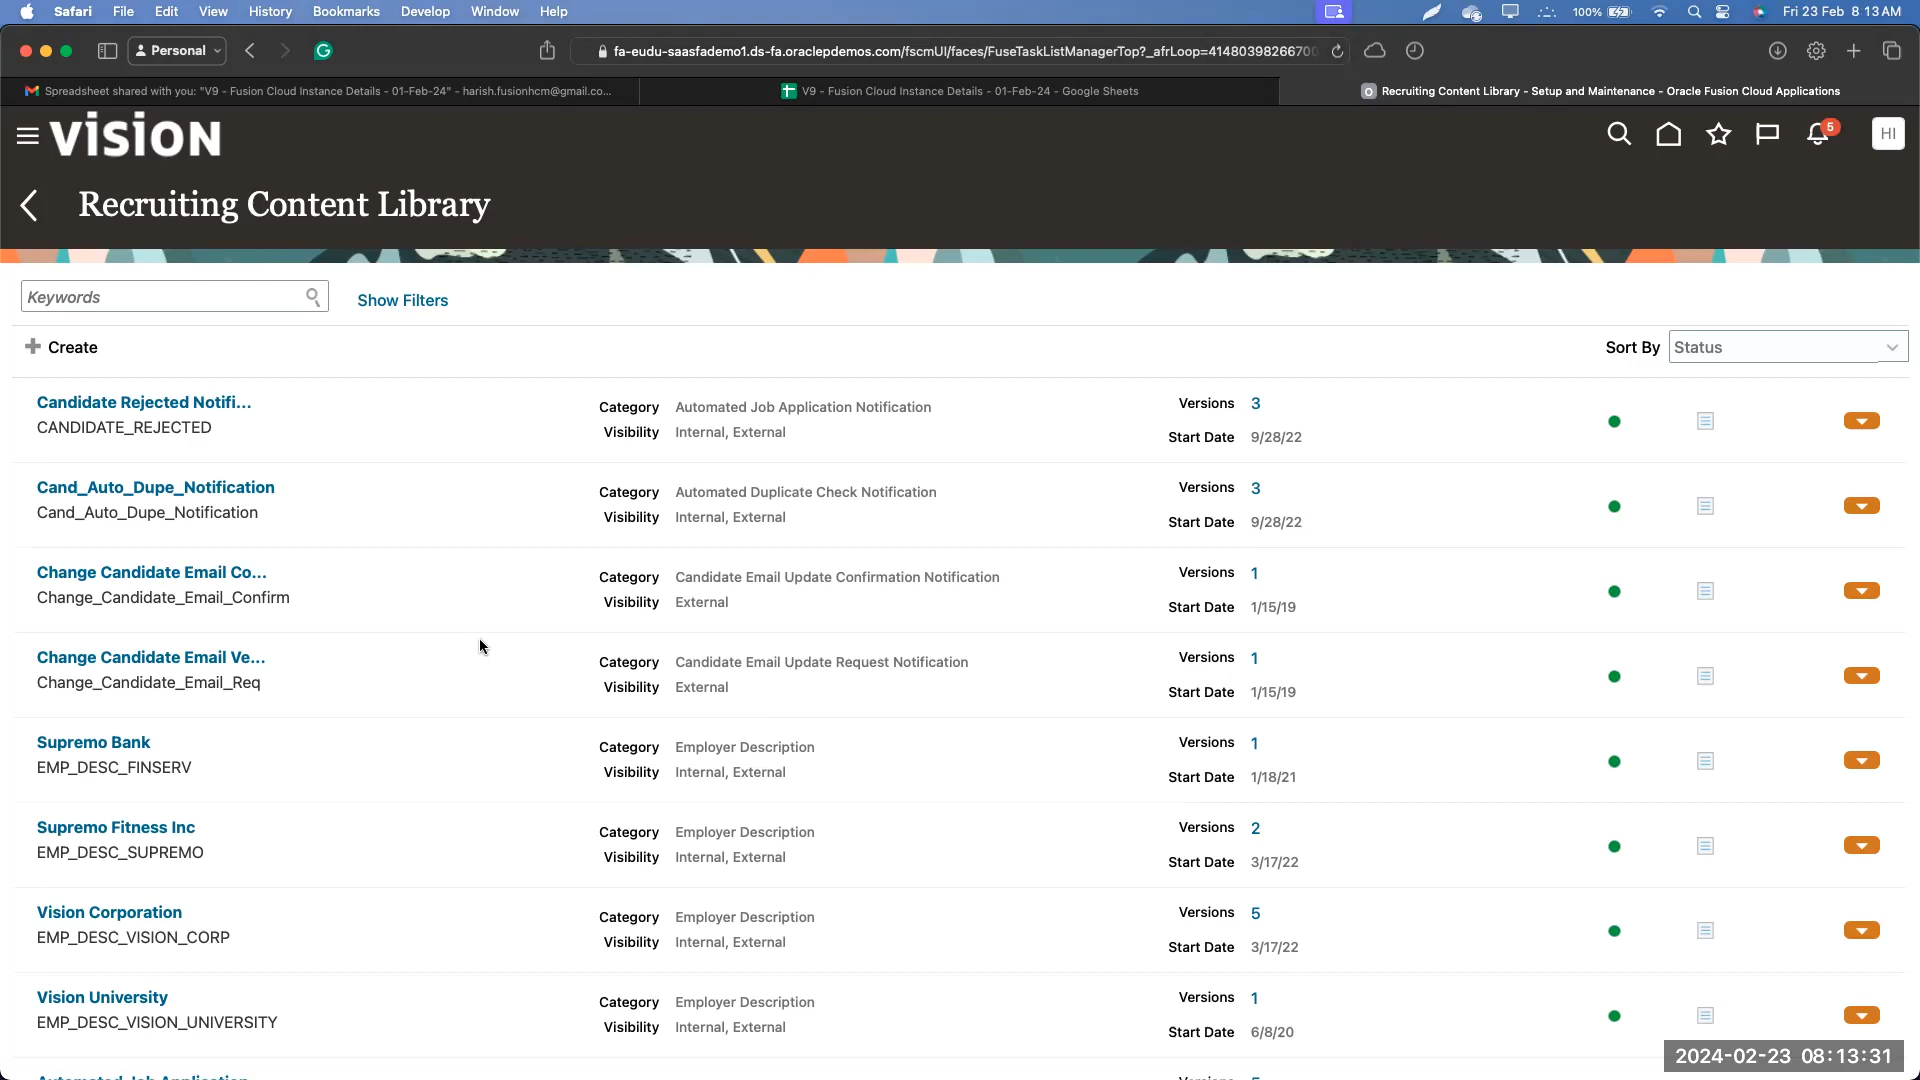 Safari File Edit View History Bookmarks Develop Window Help 100% Fri 23 Feb 8 13 AM
Personal fa-eudu-saasfademo1.ds-fa.oraclepdemos.com/fscmUI/faces/FuseTaskListManagerTop?_afrLoop=41480398266700
Spreadsheet shared with you: "V9 - Fusion Cloud Instance Details - 01-Feb-24" - harish.fusionhcm@gmail.co... V9 - Fusion Cloud Instance Details - 01-Feb-24 - Google Sheets Recruiting Content Library - Setup and Maintenance - Oracle Fusion Cloud Applications
VISION 5 HI
Recruiting Content Library
Keywords Show Filters
Create Sort By Status
Candidate Rejected Notifi... Category Automated Job Application Notification Versions 3
CANDIDATE_REJECTED Visibility Internal, External Start Date 9/28/22
Cand_Auto_Dupe_Notification Category Automated Duplicate Check Notification Versions 3
Cand_Auto_Dupe_Notification Visibility Internal, External Start Date 9/28/22
Change Candidate Email Co... Category Candidate Email Update Confirmation Notification Versions 1
Change_Candidate_Email_Confirm Visibility External Start Date 1/15/19
Change Candidate Email Ve... Category Candidate Email Update Request Notification Versions 1
Change_Candidate_Email_Req Visibility External Start Date 1/15/19
Supremo Bank Category Employer Description Versions 1
EMP_DESC_FINSERV Visibility Internal, External Start Date 1/18/21
Supremo Fitness Inc Category Employer Description Versions 2
EMP_DESC_SUPREMO Visibility Internal, External Start Date 3/17/22
Vision Corporation Category Employer Description Versions 5
EMP_DESC_VISION_CORP Visibility Internal, External Start Date 3/17/22
Vision University Category Employer Description Versions 1
EMP_DESC_VISION_UNIVERSITY Visibility Internal, External Start Date 6/8/20
2024-02-23 08:13:31